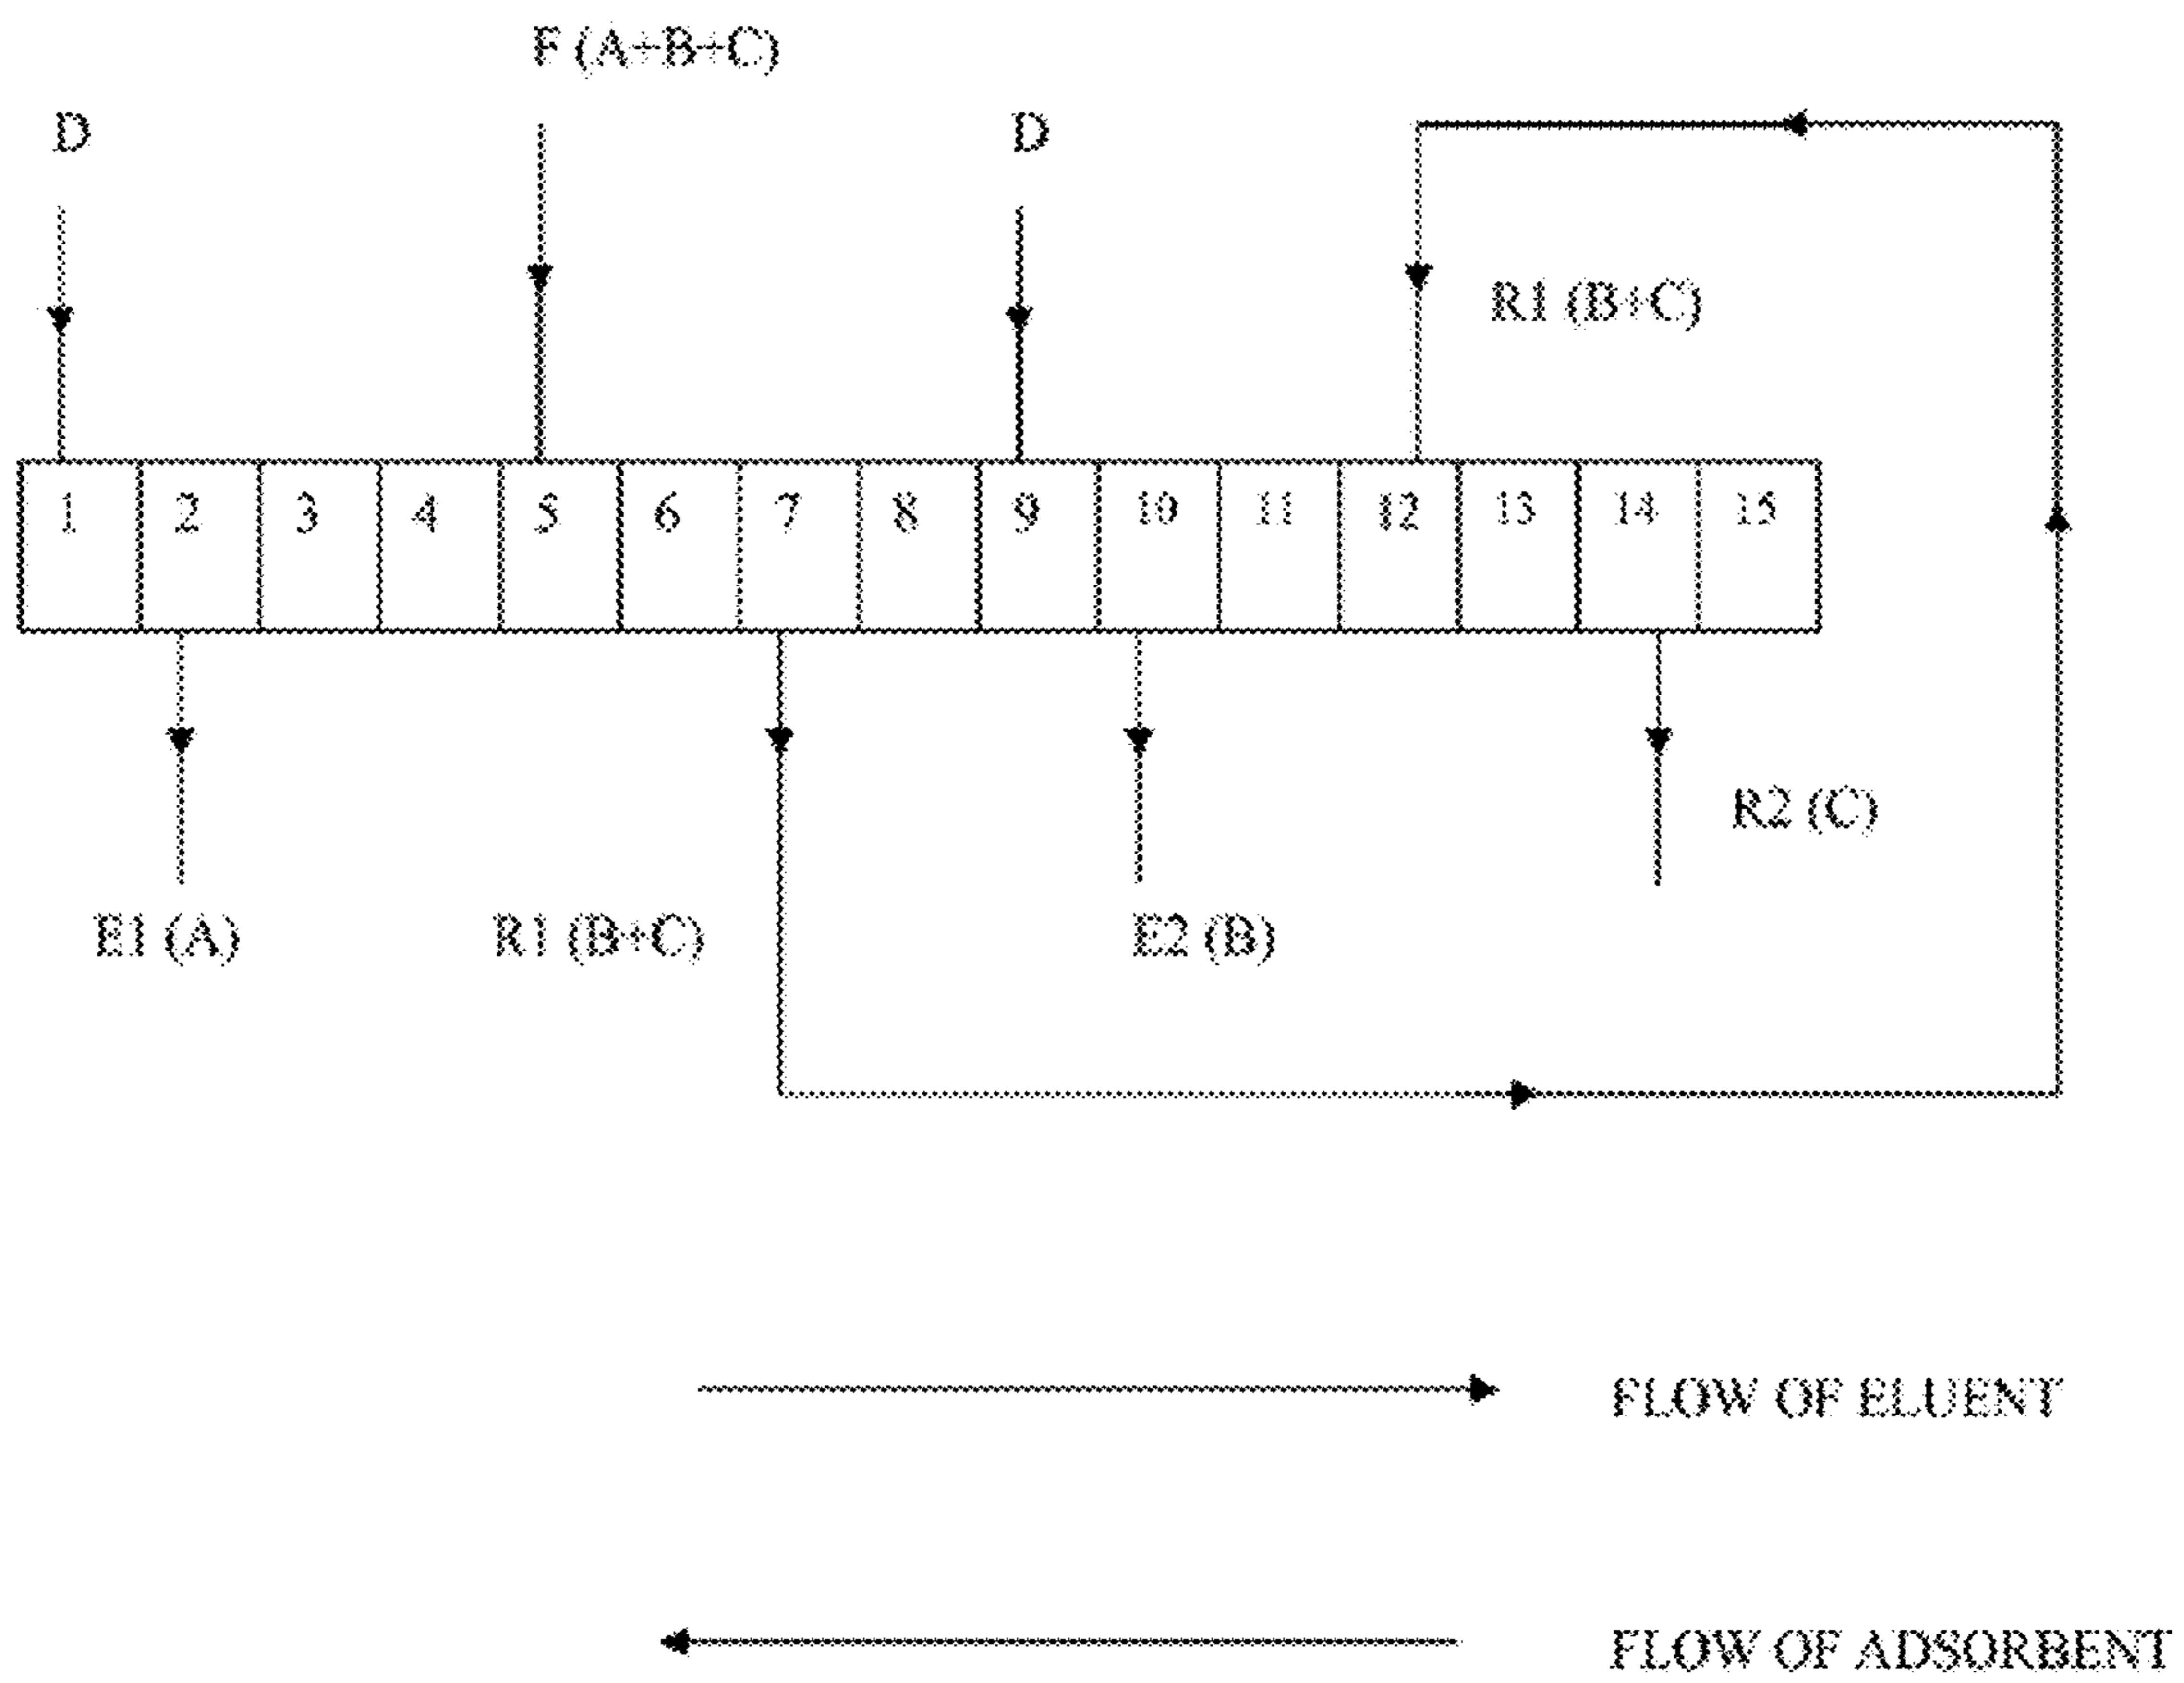 F (A+B+C)
D
D
R1 (B+C)
1 2 3 4 5 6 7 8 9 10 11 12 13 14 15
R2 (C)
E1 (A)
R1 (B+C)
E2 (B)
FLOW OF ELUENT
FLOW OF ADSORBENT